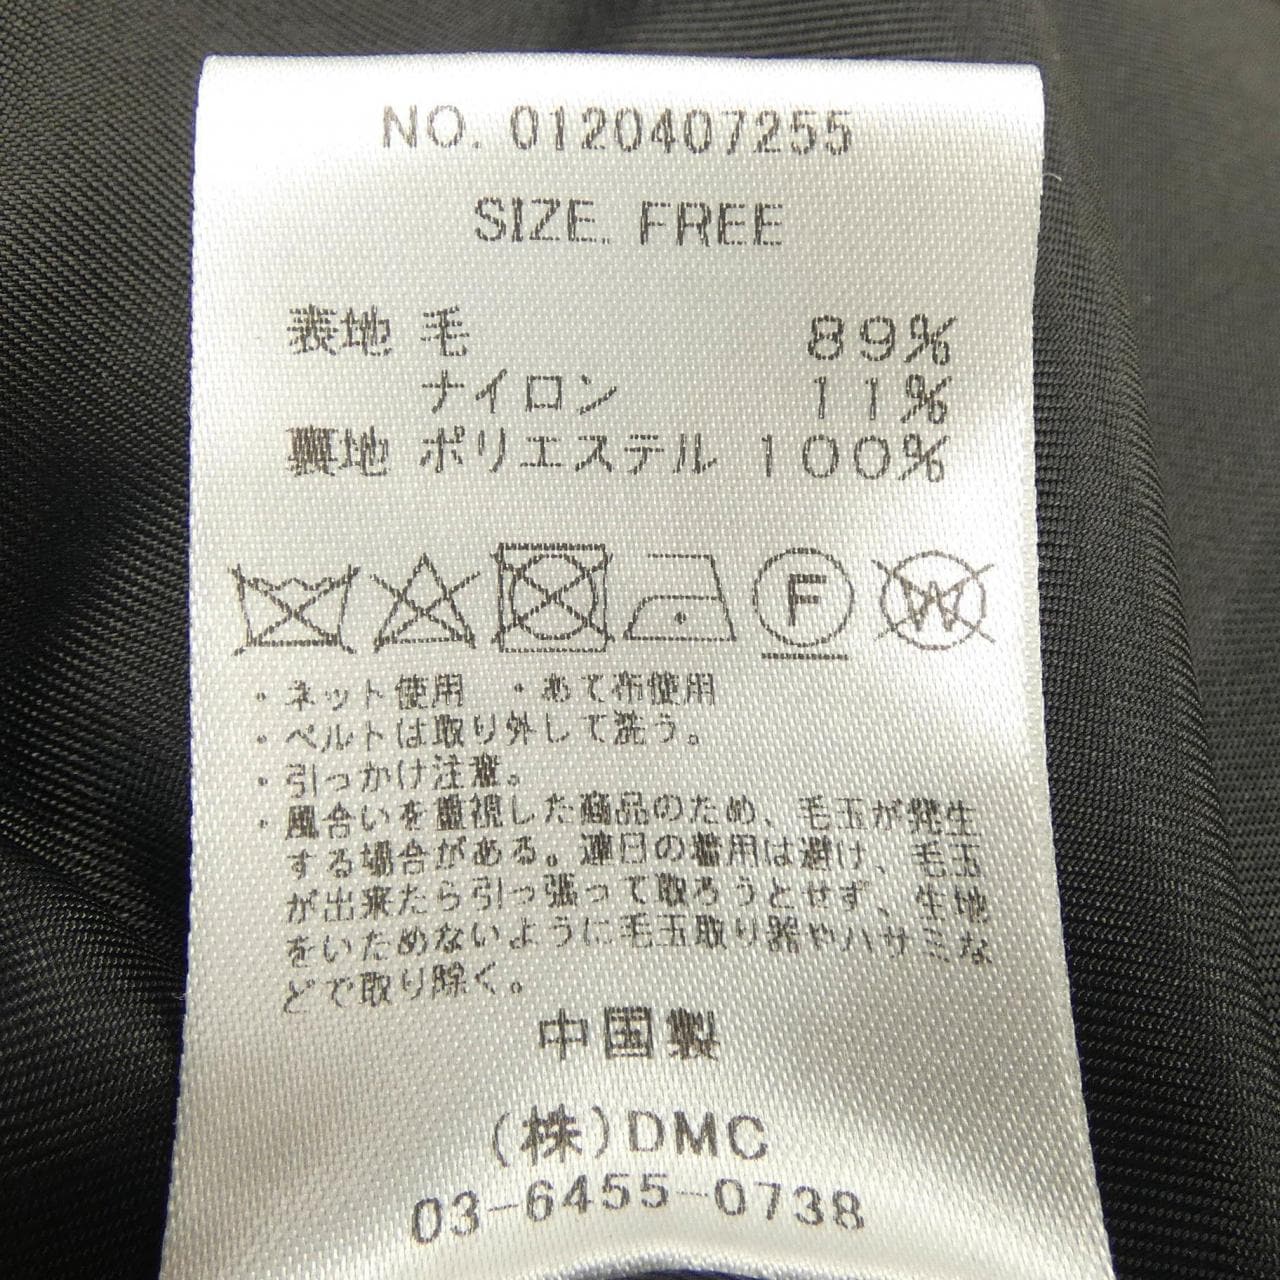 NO. 0120407255
SIZE. FREE
表地 毛 89%
ナイロン 11%
裏地 ポリエステル 100%
F W
・ネット使用 ・あて布使用
・ベルトは取り外して洗う。
・引っかけ注意。
・風合いを重視した商品のため、毛玉が発生
する場合がある。連日の着用は避け、毛玉
が出来たら引っ張って取ろうとせず、生地
をいためないように毛玉取り器やハサミな
どで取り除く。
中国製
(株)DMC
03-6455-0738